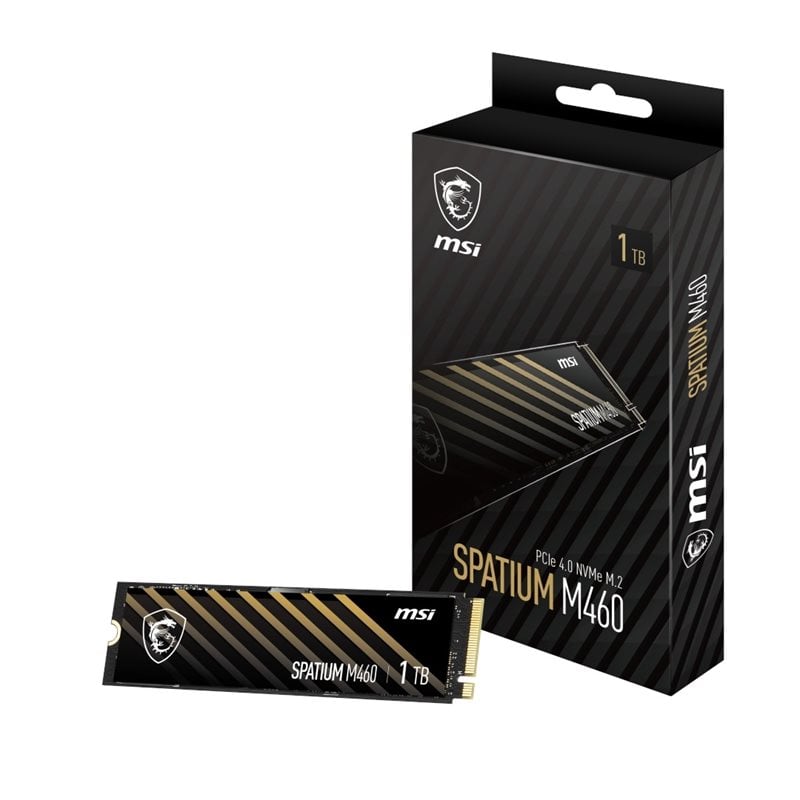 msi
1 TB
msi
SPATIUM M460
PCIe 4.0 NVMe M.2
SPATIUM M460
SPATIUM M460
msi
msi
SPATIUM M460 | 1 TB